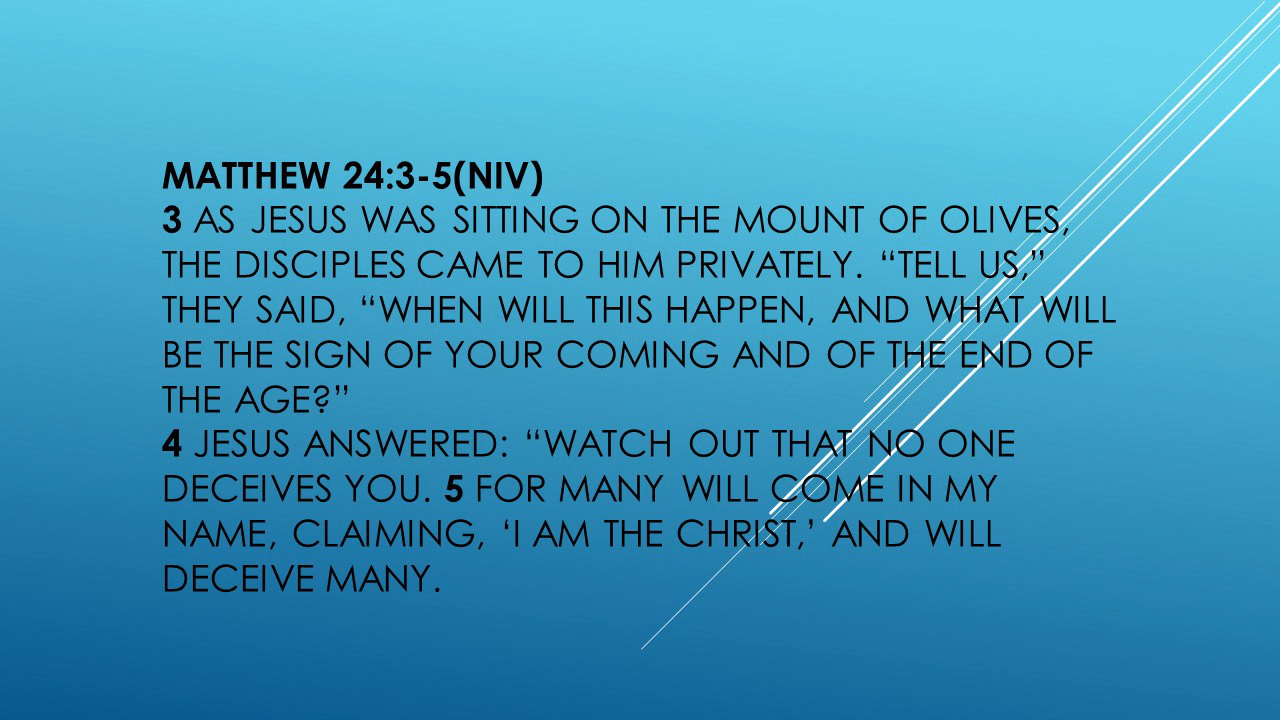 MATTHEW 24:3-5(NIV)
3 AS JESUS WAS SITTING ON THE MOUNT OF OLIVES,
THE DISCIPLES CAME TO HIM PRIVATELY. “TELL US,”
THEY SAID, “WHEN WILL THIS HAPPEN, AND WHAT WILL
BE THE SIGN OF YOUR COMING AND OF THE END OF
THE AGE?”
4 JESUS ANSWERED: “WATCH OUT THAT NO ONE
DECEIVES YOU. 5 FOR MANY WILL COME IN MY
NAME, CLAIMING, ‘I AM THE CHRIST,’ AND WILL
DECEIVE MANY.